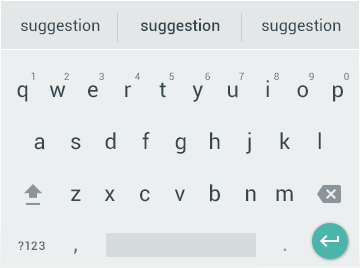 suggestion suggestion suggestion
1 2 3 4 5 6 7 8 9 0
q w e r t y u i o p
a s d f g h j k l
z x c v b n m
?123 , .